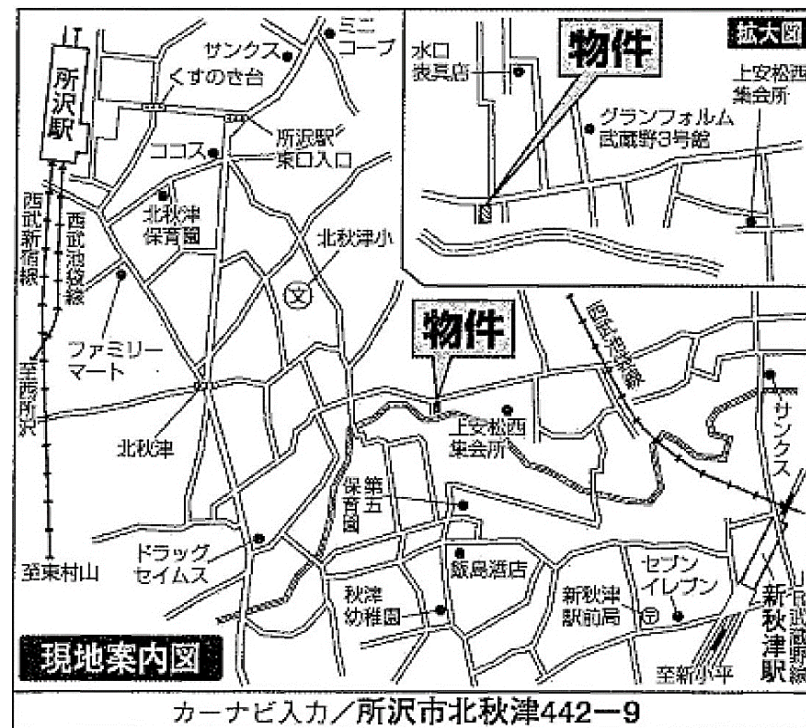 ミニ
コープ
サンクス
くすのき台
所沢駅
所沢駅
東口入口
ココス
北秋津
保育園
北秋津小
文
西武新宿線
西武池袋線
ファミリー
マート
至西所沢
北秋津
至東村山
ドラッグ
セイムス
拡大図
物件
水口
表具店
グランフォルム
武蔵野3号館
上安松西
集会所
物件
西武池袋線
サンクス
上安松西
集会所
第五
保育園
飯島酒店
秋津
幼稚園
新秋津
駅前局
〒
セブン
イレブン
新秋津駅
JR武蔵野線
至新小平
現地案内図
カーナビ入力/所沢市北秋津442−9